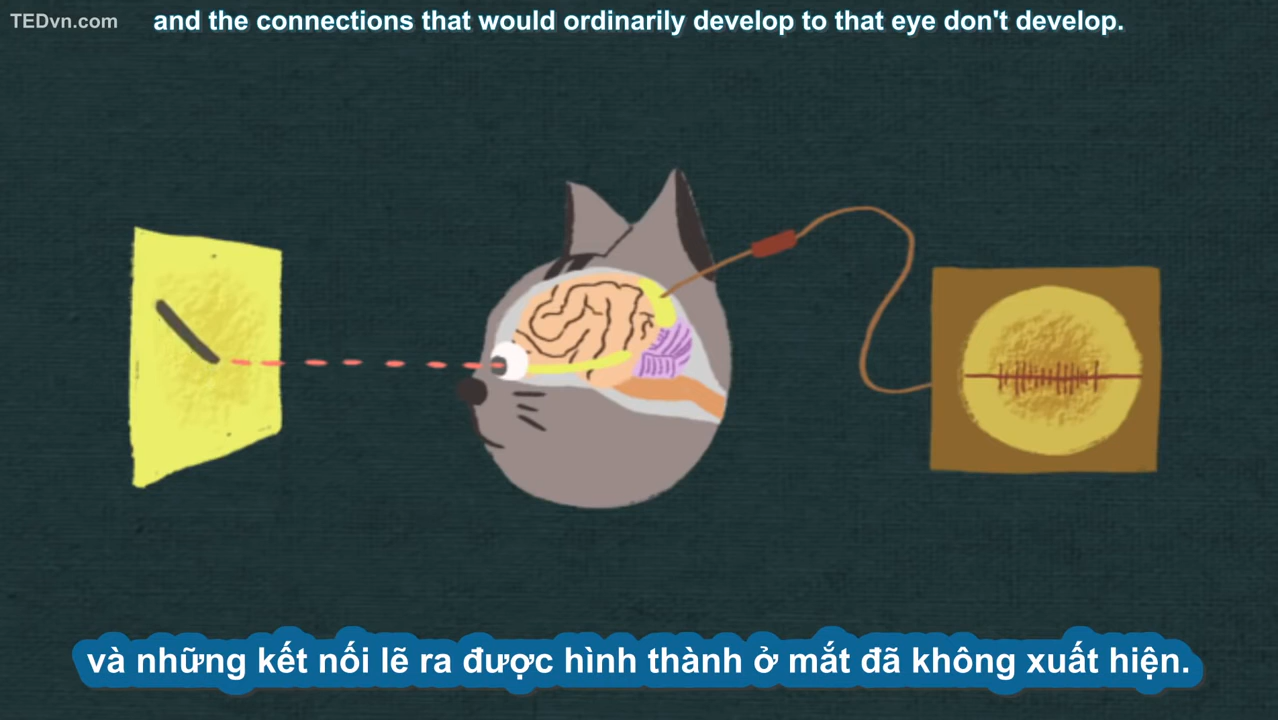 TEDvn.com
and the connections that would ordinarily develop to that eye don't develop.
và những kết nối lẽ ra được hình thành ở mắt đã không xuất hiện.